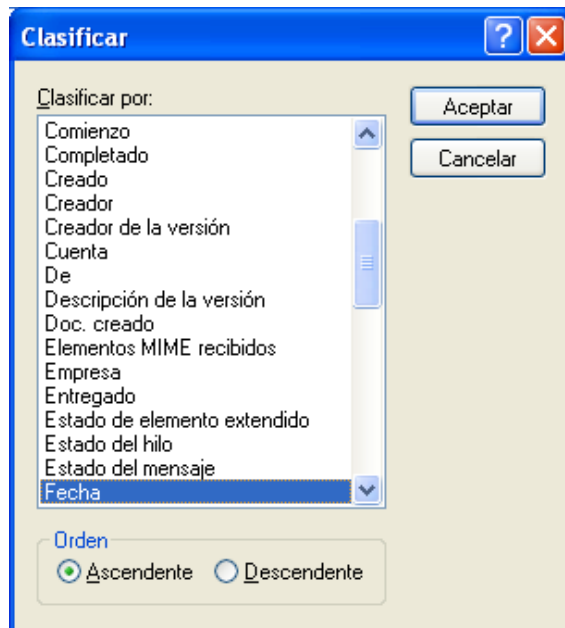 Clasificar
Clasificar por:
Aceptar
Cancelar
Comienzo
Completado
Creado
Creador
Creador de la versión
Cuenta
De
Descripción de la versión
Doc. creado
Elementos MIME recibidos
Empresa
Entregado
Estado de elemento extendido
Estado del hilo
Estado del mensaje
Fecha
Orden
Ascendente Descendente